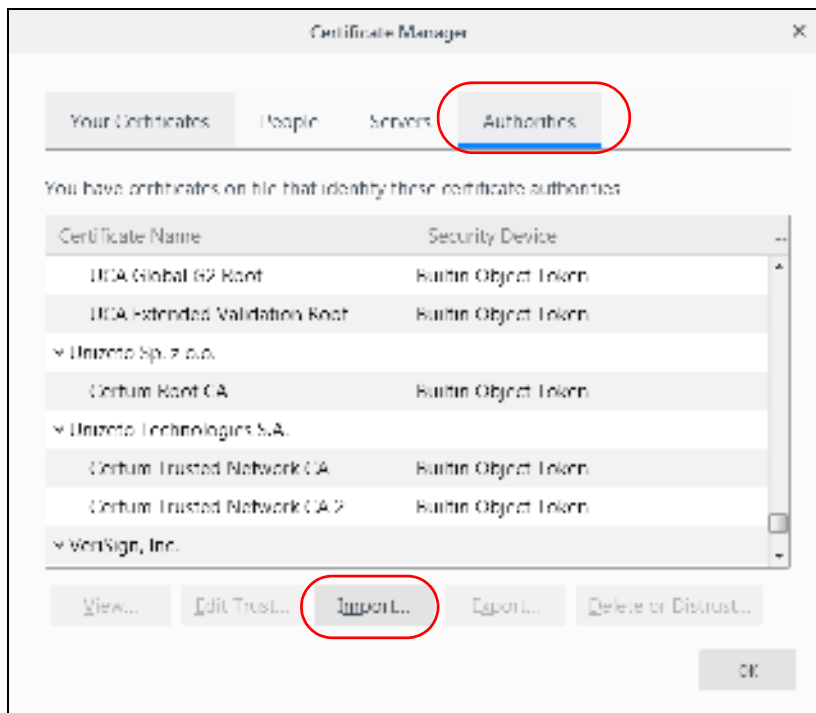 Certificate Manager
Your Certificates People Servers Authorities
You have certificates on file that identify these certificate authorities
Certificate Name Security Device ...
UCA Global G2 Root Builtin Object Token
UCA Extended Validation Root Builtin Object Token
Unizeto Sp. z o.o.
Certum Root CA Builtin Object Token
Unizeto Technologies S.A.
Certum Trusted Network CA Builtin Object Token
Certum Trusted Network CA 2 Builtin Object Token
VeriSign, Inc.
View... Edit Trust... Import... Export... Delete or Distrust...
OK